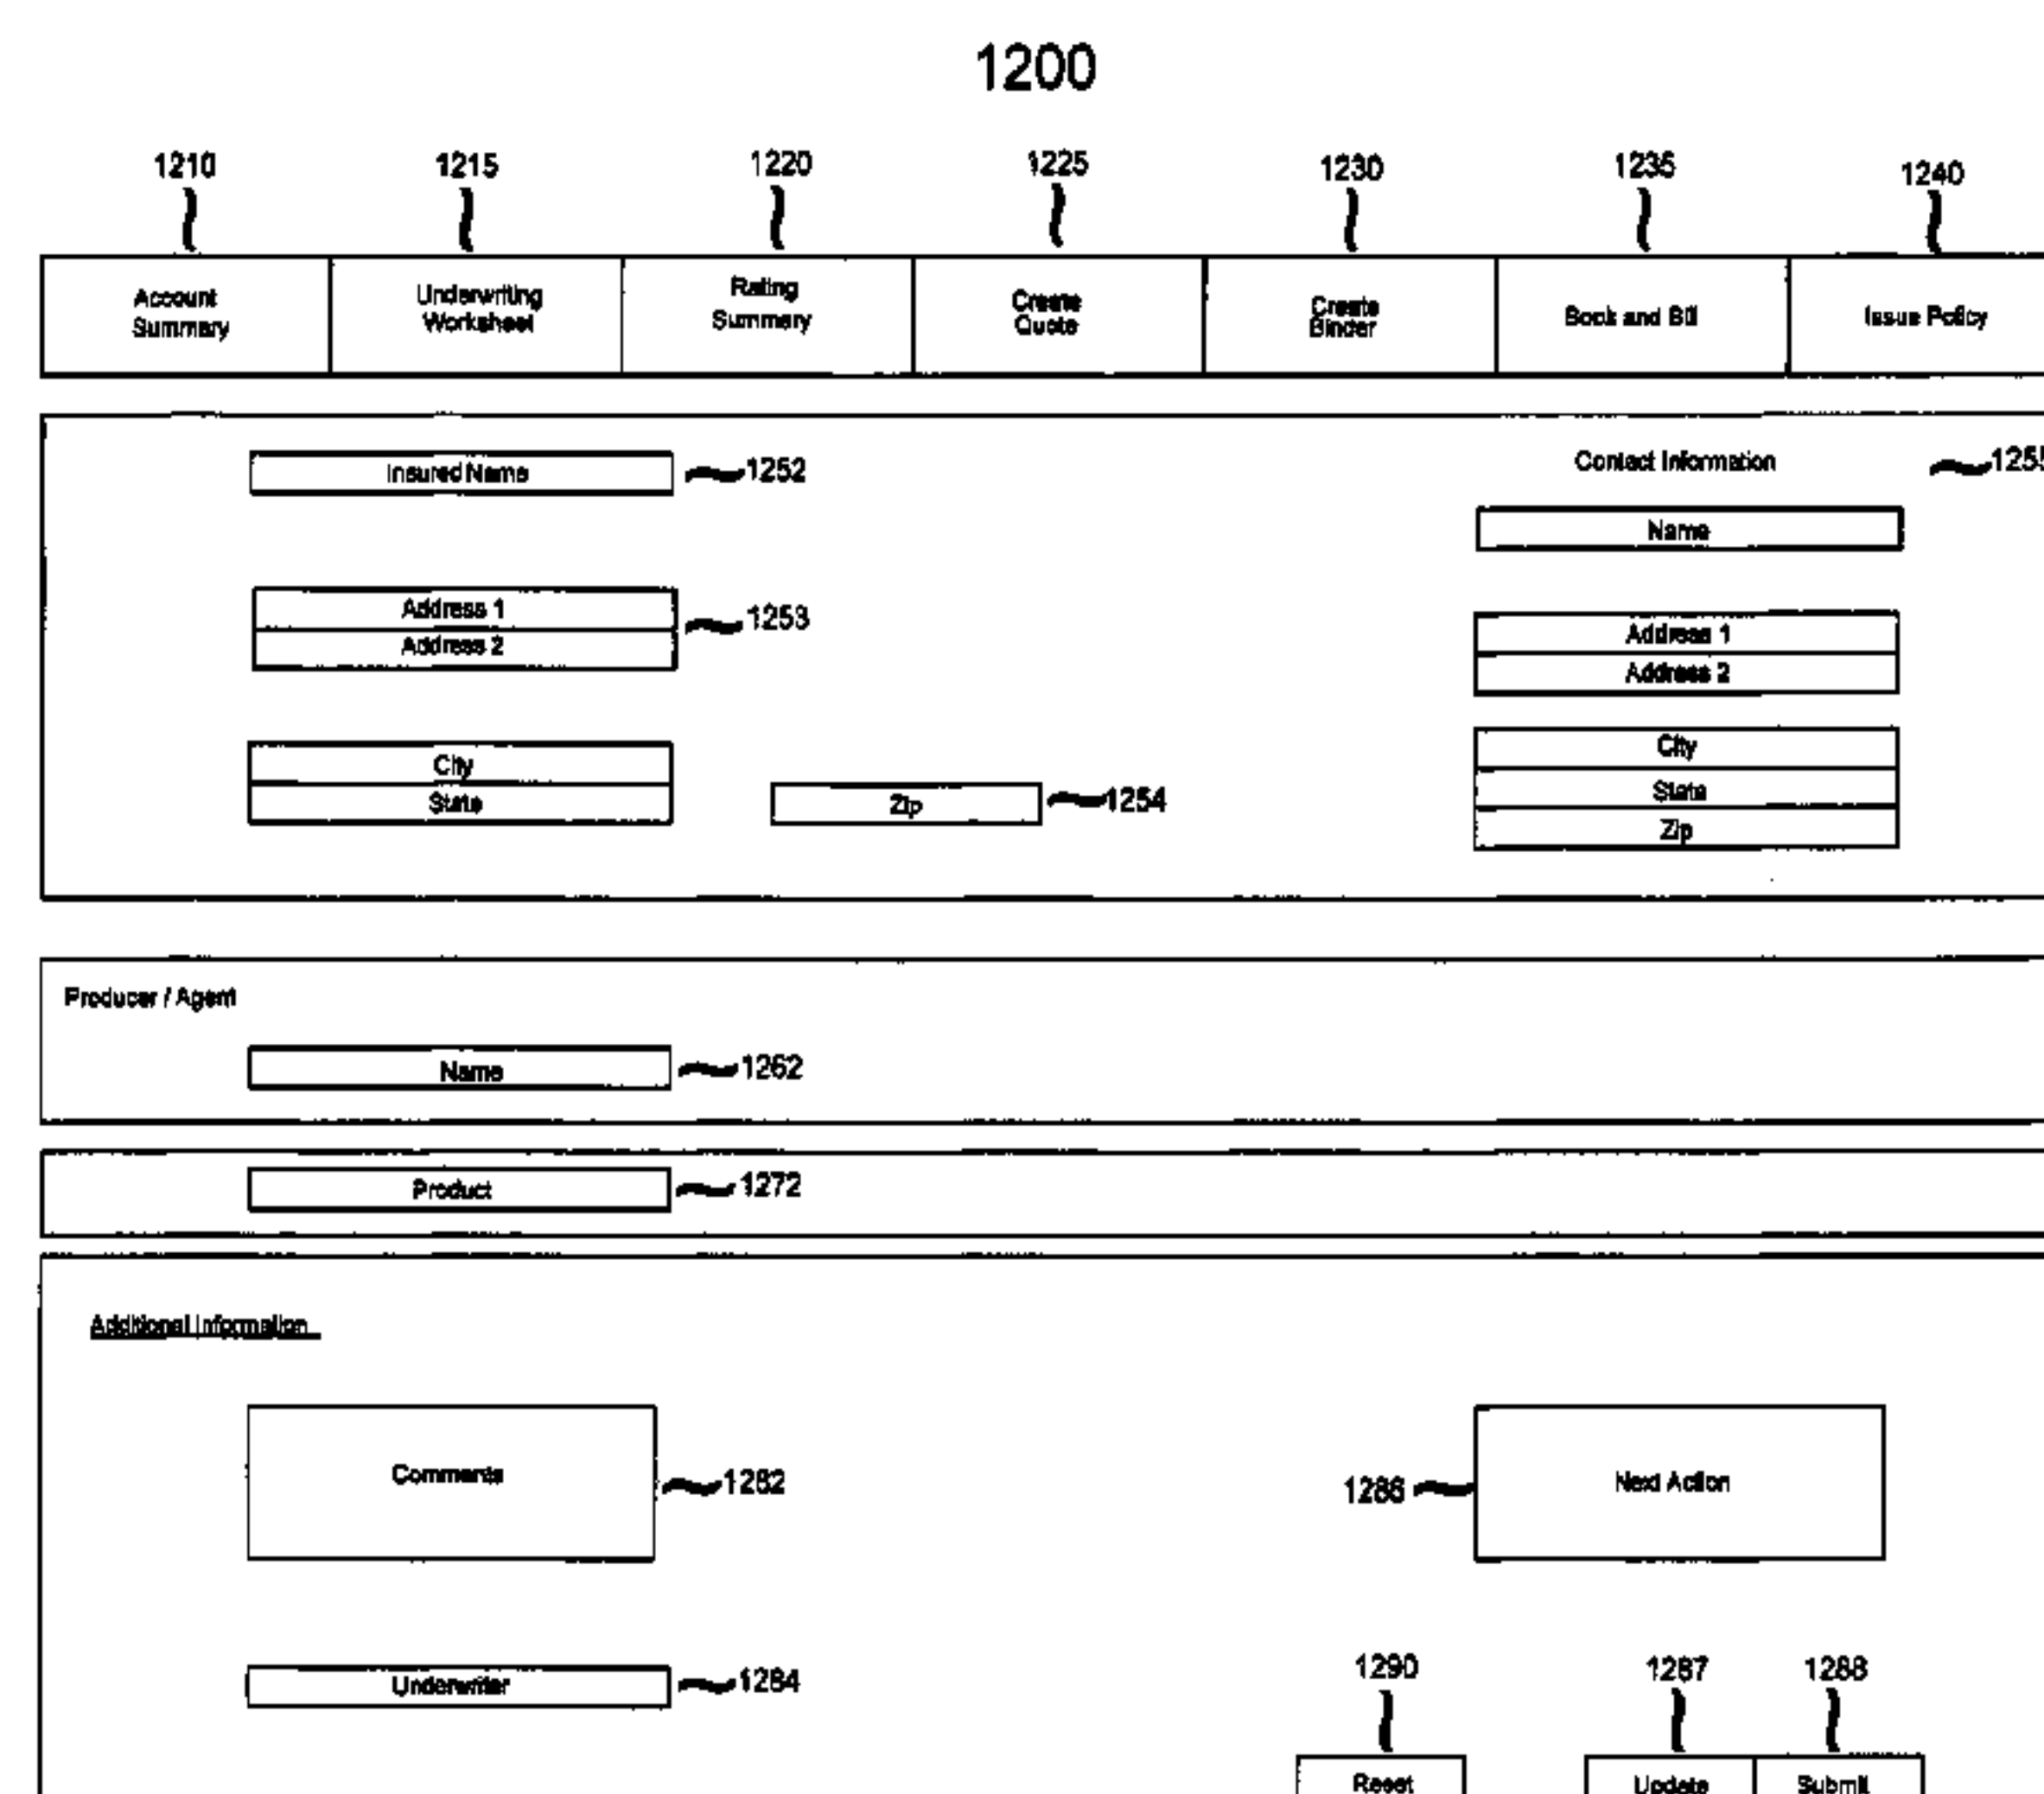 1200
1210 1215 1220 1225 1230 1235 1240
Account
Summary
Underwriting
Worksheet
Rating
Summary
Create
Quote
Create
Binder
Book and Bill
Issue Policy
Insured Name 1252
Contact Information 1255
Name
Address 1 1253
Address 2
Address 1
Address 2
City
State
Zip 1254
City
State
Zip
Producer / Agent
Name 1262
Product 1272
Additional Information
Comments 1282
1286 Next Action
Underwriter 1284
1290 1287 1288
Reset Update Submit